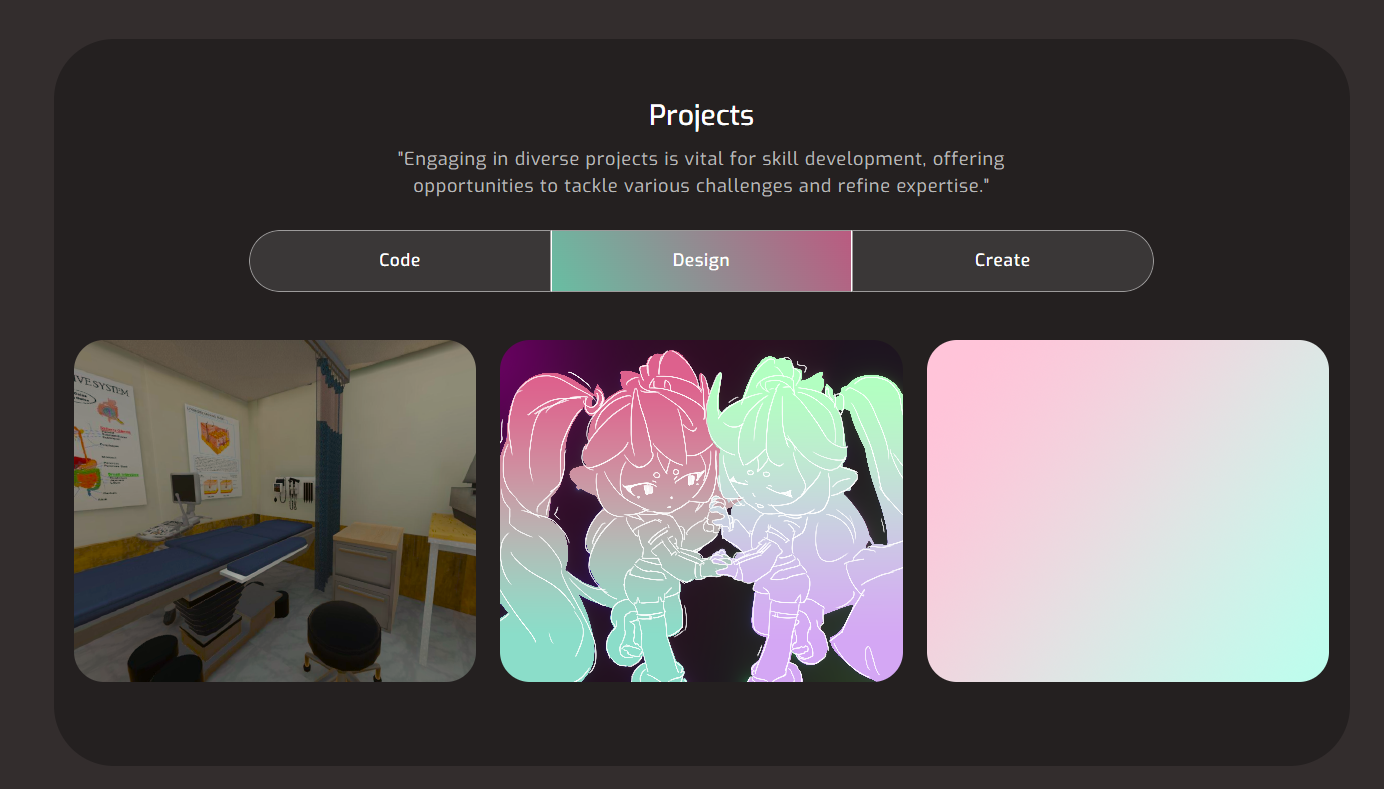 Projects
"Engaging in diverse projects is vital for skill development, offering
opportunities to tackle various challenges and refine expertise."
Code
Design
Create
VE SYSTEM